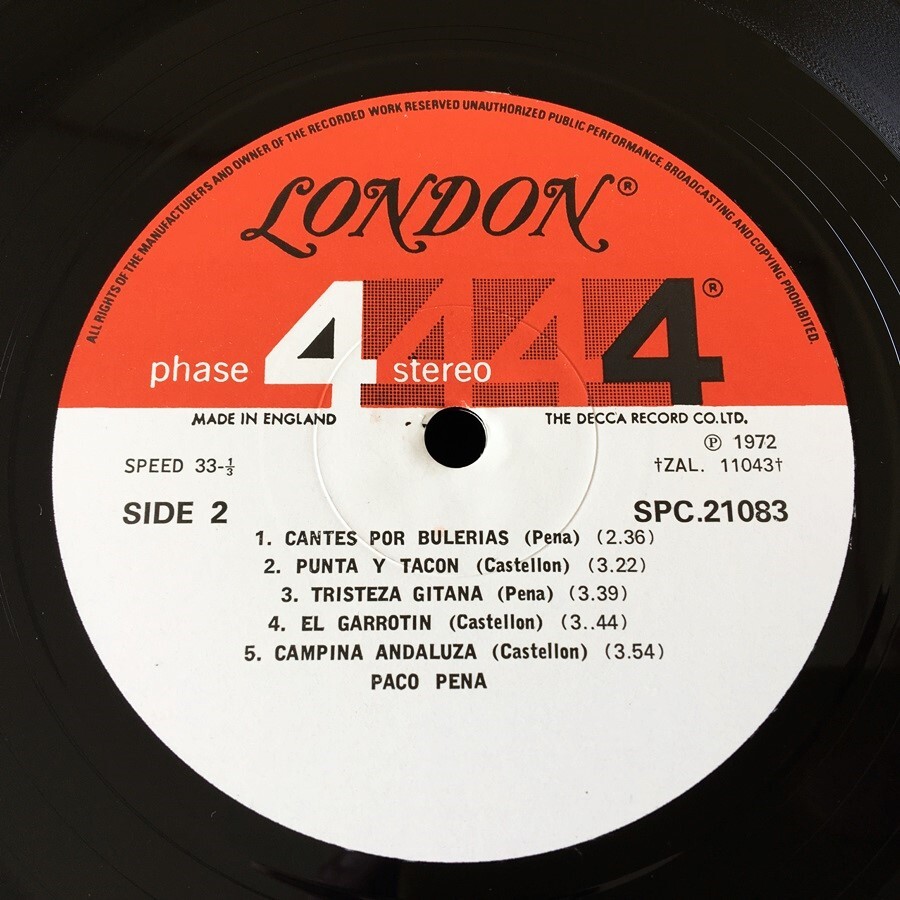 ALL RIGHTS OF THE MANUFACTURERS AND OWNER OF THE RECORDED WORK RESERVED UNAUTHORIZED PUBLIC PERFORMANCE, BROADCASTING AND COPYING PROHIBITED.
LONDON®
phase 4 stereo 4 4 4®
MADE IN ENGLAND THE DECCA RECORD CO. LTD.
℗ 1972
SPEED 33-⅓ †ZAL. 11043†
SIDE 2 SPC.21083
1. CANTES POR BULERIAS (Pena) (2.36)
2. PUNTA Y TACON (Castellon) (3.22)
3. TRISTEZA GITANA (Pena) (3.39)
4. EL GARROTIN (Castellon) (3..44)
5. CAMPINA ANDALUZA (Castellon) (3.54)
PACO PENA